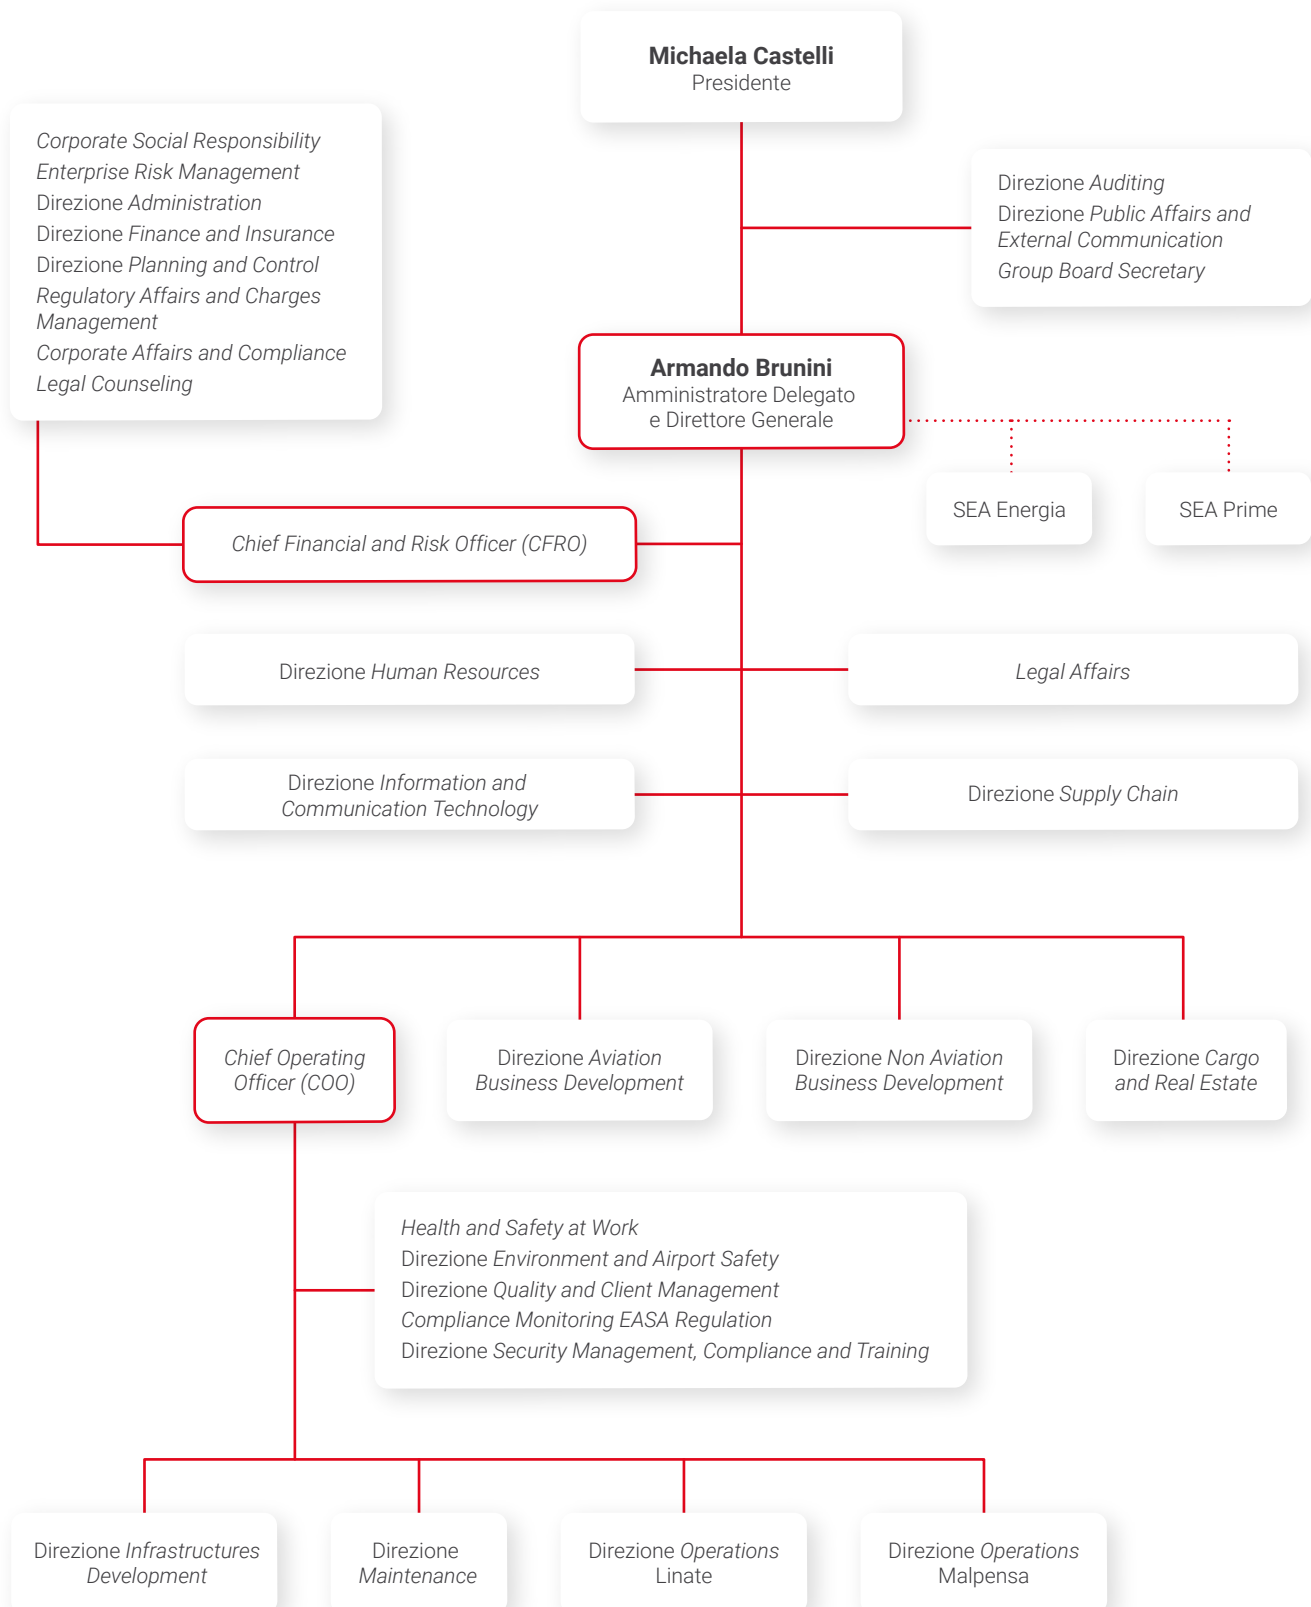 Michaela Castelli
Presidente
Corporate Social Responsibility
Enterprise Risk Management
Direzione Administration
Direzione Finance and Insurance
Direzione Planning and Control
Regulatory Affairs and Charges
Management
Corporate Affairs and Compliance
Legal Counseling
Direzione Auditing
Direzione Public Affairs and
External Communication
Group Board Secretary
Armando Brunini
Amministratore Delegato
e Direttore Generale
SEA Energia
SEA Prime
Chief Financial and Risk Officer (CFRO)
Direzione Human Resources
Legal Affairs
Direzione Information and
Communication Technology
Direzione Supply Chain
Chief Operating
Officer (COO)
Direzione Aviation
Business Development
Direzione Non Aviation
Business Development
Direzione Cargo
and Real Estate
Health and Safety at Work
Direzione Environment and Airport Safety
Direzione Quality and Client Management
Compliance Monitoring EASA Regulation
Direzione Security Management, Compliance and Training
Direzione Infrastructures
Development
Direzione
Maintenance
Direzione Operations
Linate
Direzione Operations
Malpensa